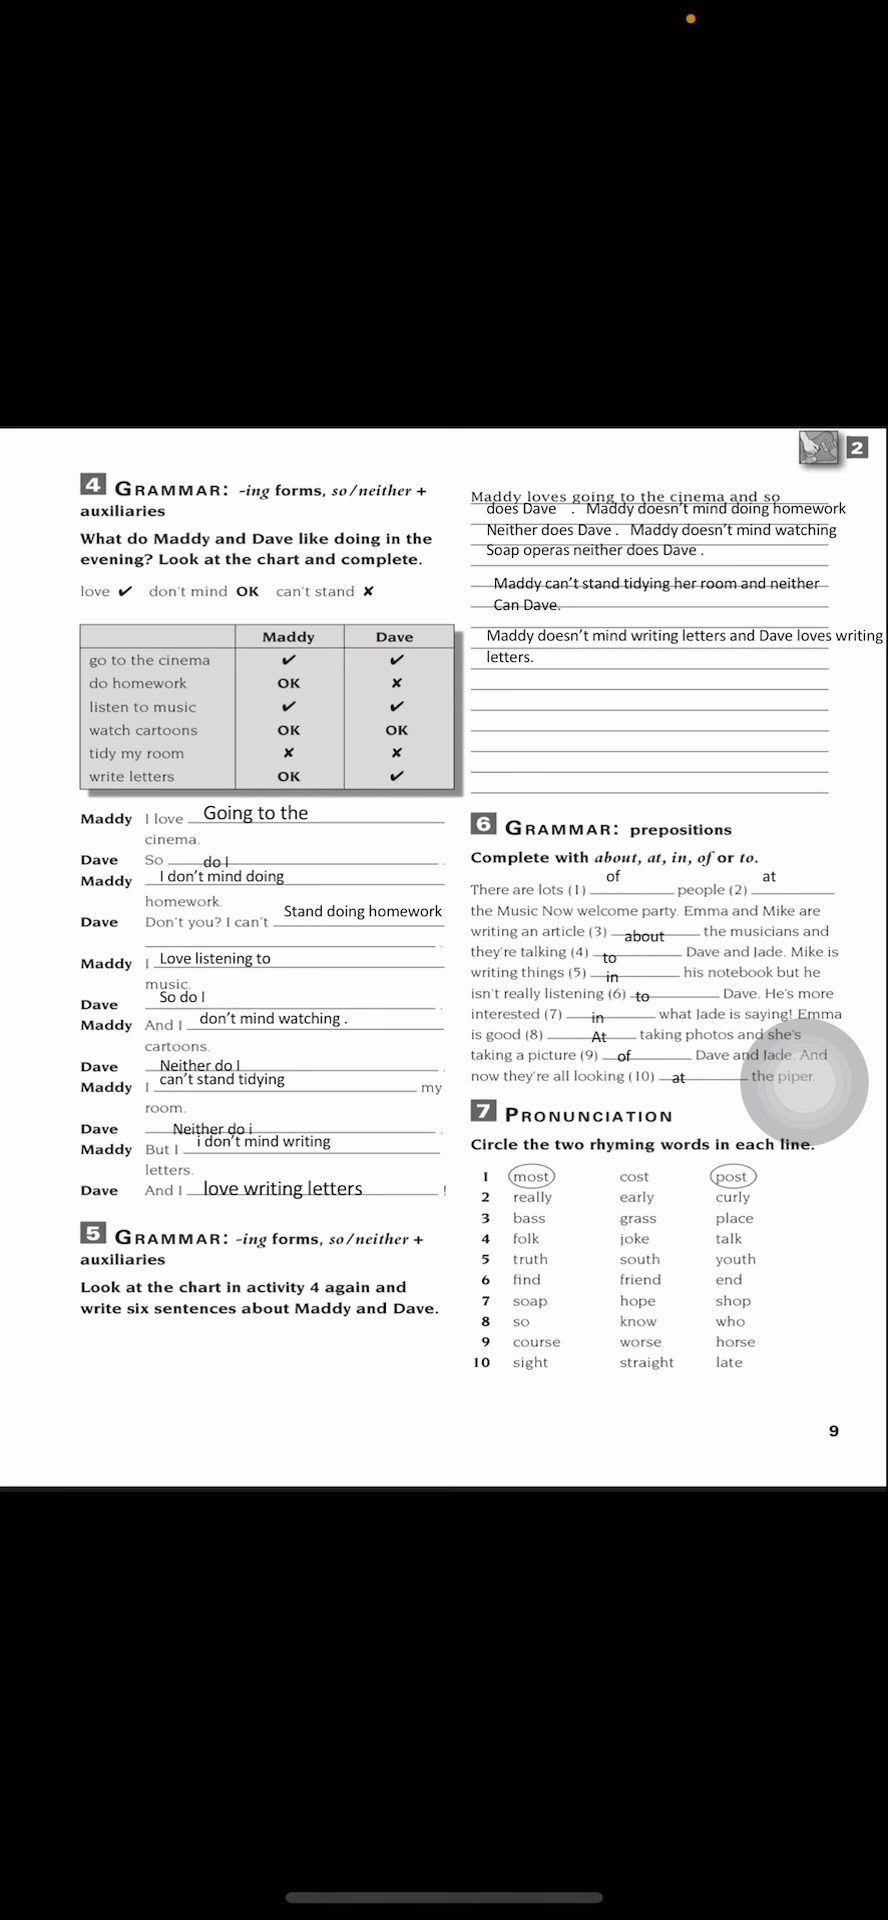 2
4 GRAMMAR: -ing forms, so/neither +
auxiliaries
What do Maddy and Dave like doing in the
evening? Look at the chart and complete.
love ✔ don't mind OK can't stand ✘
Maddy Dave
go to the cinema ✔ ✔
do homework OK ✘
listen to music ✔ ✔
watch cartoons OK OK
tidy my room ✘ ✘
write letters OK ✔
Maddy I love Going to the
cinema.
Dave So do I .
Maddy I don't mind doing
homework.
Dave Don't you? I can't Stand doing homework
.
Maddy I Love listening to
music.
Dave So do I .
Maddy And I don't mind watching .
cartoons.
Dave Neither do I .
Maddy I can't stand tidying my
room.
Dave Neither do i .
Maddy But I i don't mind writing
letters.
Dave And I love writing letters !
5 GRAMMAR: -ing forms, so/neither +
auxiliaries
Look at the chart in activity 4 again and
write six sentences about Maddy and Dave.
Maddy loves going to the cinema and so
does Dave . Maddy doesn't mind doing homework
Neither does Dave . Maddy doesn't mind watching
Soap operas neither does Dave .
Maddy can't stand tidying her room and neither
Can Dave.
Maddy doesn't mind writing letters and Dave loves writing
letters.
6 GRAMMAR: prepositions
Complete with about, at, in, of or to.
There are lots (1) of people (2) at
the Music Now welcome party. Emma and Mike are
writing an article (3) about the musicians and
they're talking (4) to Dave and Jade. Mike is
writing things (5) in his notebook but he
isn't really listening (6) to Dave. He's more
interested (7) in what Jade is saying! Emma
is good (8) At taking photos and she's
taking a picture (9) of Dave and Jade. And
now they're all looking (10) at the piper.
7 PRONUNCIATION
Circle the two rhyming words in each line.
1 most cost post
2 really early curly
3 bass grass place
4 folk joke talk
5 truth south youth
6 find friend end
7 soap hope shop
8 so know who
9 course worse horse
10 sight straight late
9